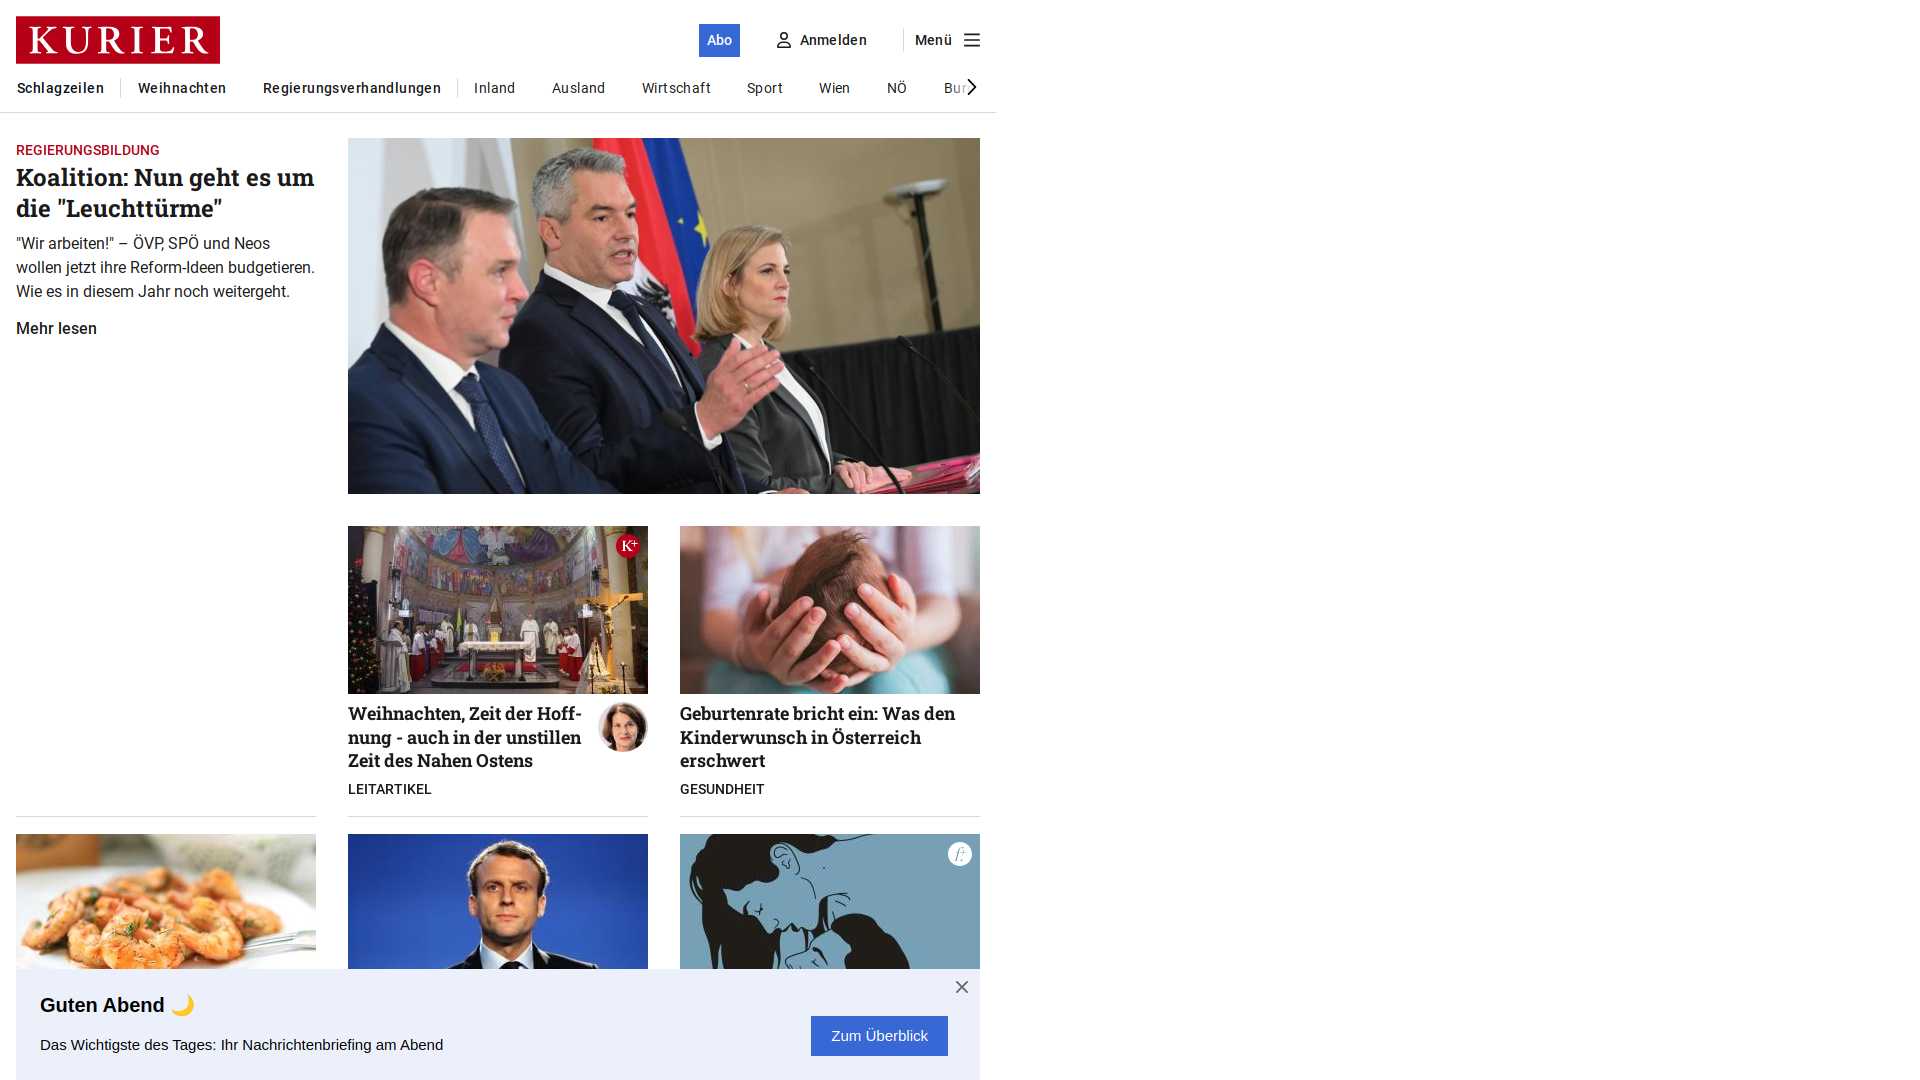 KURIER
Abo
Anmelden
Menü
Schlagzeilen
Weihnachten
Regierungsverhandlungen
Inland
Ausland
Wirtschaft
Sport
Wien
NÖ
REGIERUNGSBILDUNG
Koalition: Nun geht es um
die "Leuchttürme"
"Wir arbeiten!" – ÖVP, SPÖ und Neos
wollen jetzt ihre Reform-Ideen budgetieren.
Wie es in diesem Jahr noch weitergeht.
Mehr lesen
K+
Weihnachten, Zeit der Hoff-
nung - auch in der unstillen
Zeit des Nahen Ostens
LEITARTIKEL
Geburtenrate bricht ein: Was den
Kinderwunsch in Österreich
erschwert
GESUNDHEIT
f+
Guten Abend 🌙
Das Wichtigste des Tages: Ihr Nachrichtenbriefing am Abend
Zum Überblick